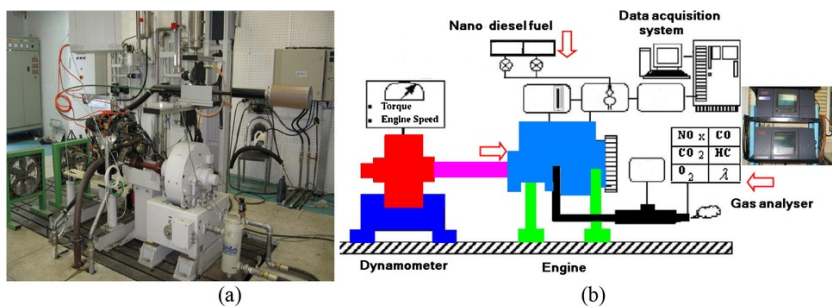 Nano diesel fuel
Data acquisition
system
Torque
Engine Speed
NO x CO
CO 2 HC
O 2 λ
Gas analyser
Dynamometer
Engine
(a)
(b)